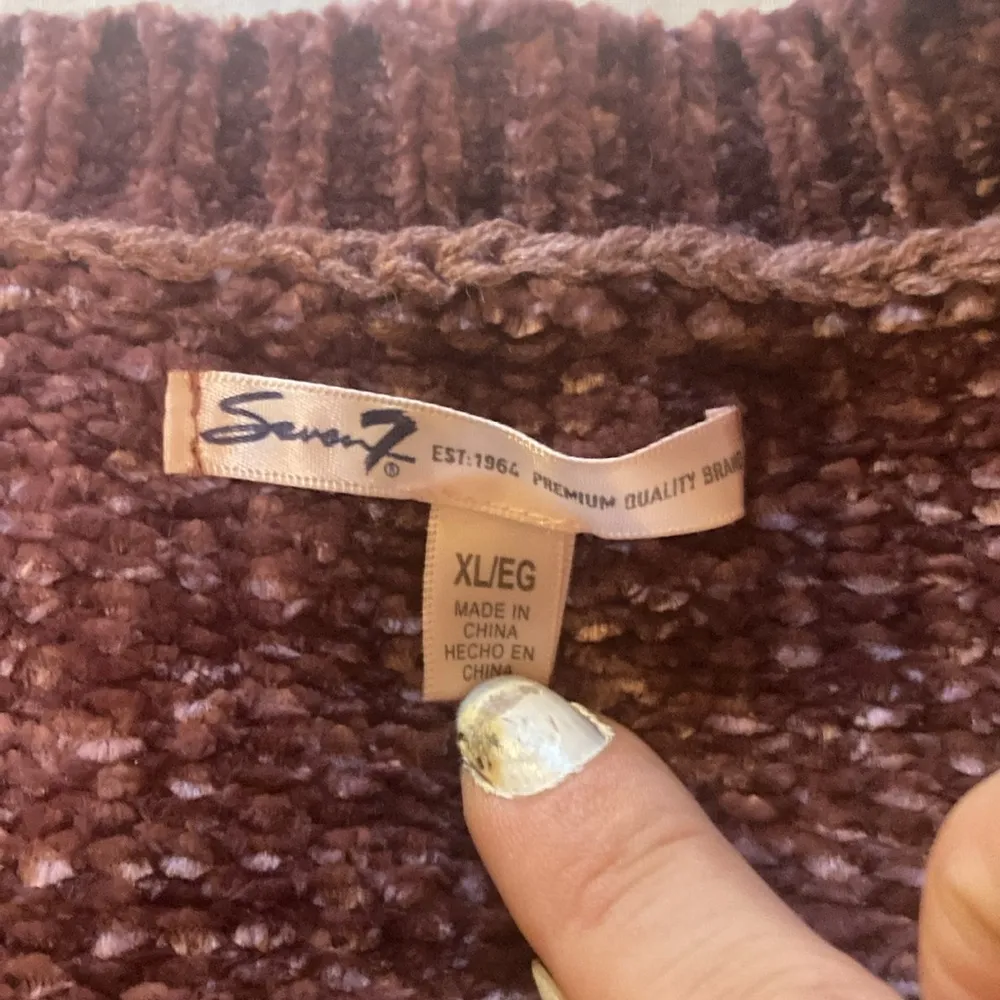 Seven7® EST:1964 PREMIUM QUALITY BRAND
XL/EG
MADE IN
CHINA
HECHO EN
CHINA